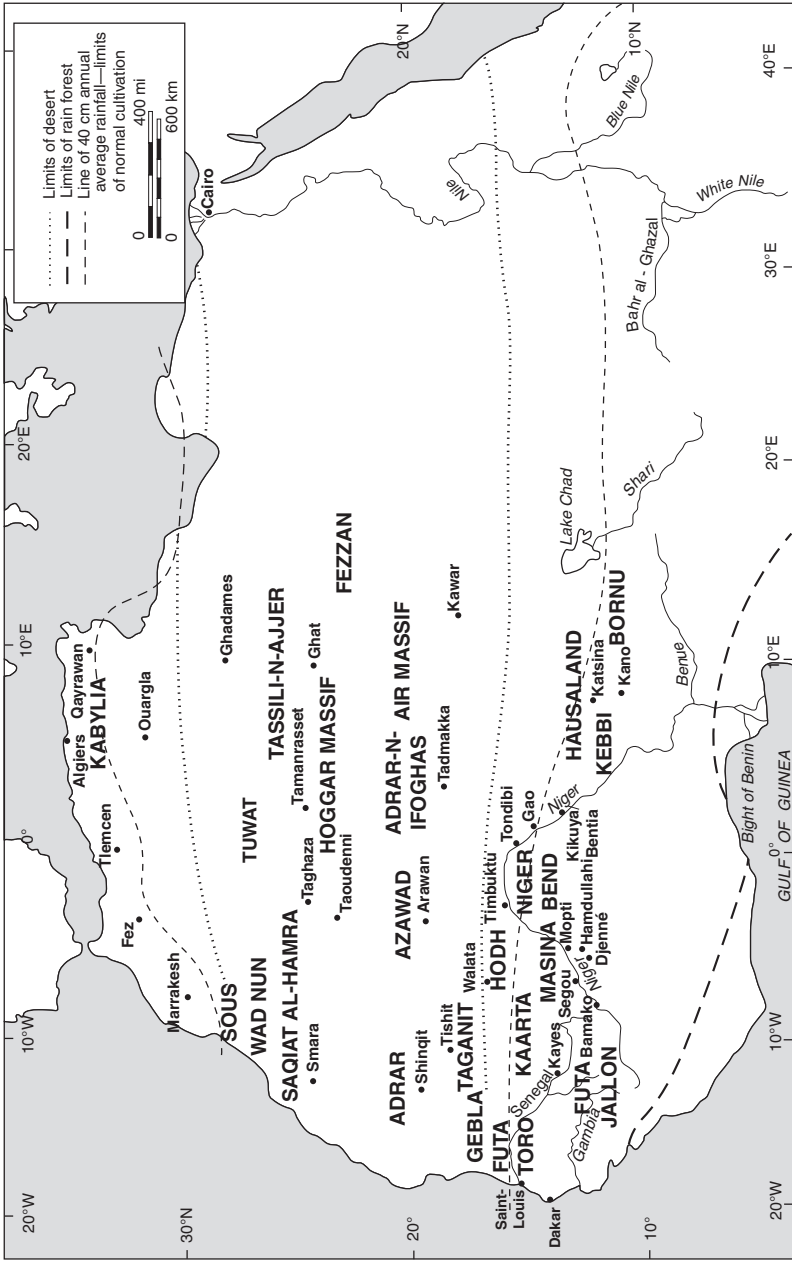 Limits of desert
Limits of rain forest
Line of 40 cm annual
average rainfall—limits
of normal cultivation
0
400 mi
0
600 km
20°W
10°W
0°
10°E
20°E
30°N
20°N
20°
10°N
10°
20°W
10°W
0°
10°E
20°E
30°E
40°E
Cairo
Algiers
Qayrawan
KABYLIA
Tlemcen
Fez
Ouargla
Marrakesh
Ghadames
SOUS
WAD NUN
TUWAT
TASSILI-N-AJJER
FEZZAN
SAQIAT AL-HAMRA
Smara
Taghaza
Tamanrasset
Ghat
HOGGAR MASSIF
Taoudenni
ADRAR
Shinqit
AZAWAD
Arawan
ADRAR-N-
IFOGHAS
AIR MASSIF
Tadmakka
Kawar
Tishit
TAGANIT
Walata
HODH
Timbuktu
Tondibi
Gao
NIGER
BEND
Niger
GEBLA
FUTA
TORO
Senegal
KAARTA
Kayes
MASINA
Segou
Mopti
Hamdullahi
Djenné
Niger
Kikuya
Bentia
Bamako
Saint-
Louis
Dakar
Gambia
FUTA
JALLON
HAUSALAND
Katsina
KEBBI
Kano
BORNU
Lake Chad
Shari
Benue
Bight of Benin
GULF OF GUINEA
Nile
Blue Nile
White Nile
Bahr al - Ghazal